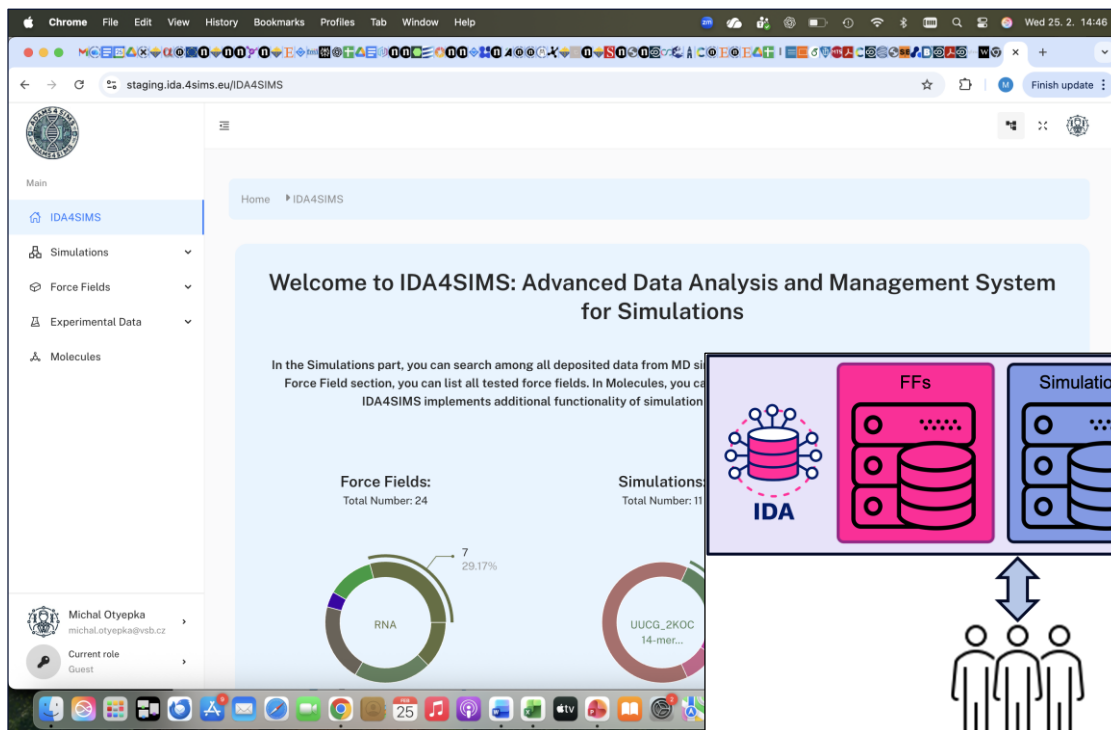 Chrome File Edit View History Bookmarks Profiles Tab Window Help
Wed 25. 2. 14:46
staging.ida.4sims.eu/IDA4SIMS
M
Finish update
ADAMS4SIMS
Main
IDA4SIMS
Simulations
Force Fields
Experimental Data
Molecules
Home
IDA4SIMS
Welcome to IDA4SIMS: Advanced Data Analysis and Management System
for Simulations
In the Simulations part, you can search among all deposited data from MD
Force Field section, you can list all tested force fields. In Molecules, you
IDA4SIMS implements additional functionality of simulation
Force Fields:
Total Number: 24
7
29.17%
RNA
Simulations:
Total Number: 11
UUCG_2KOC
14-mer...
FFs
Simulatio
IDA
Michal Otyepka
michal.otyepka@vsb.cz
Current role
Guest
25
tv